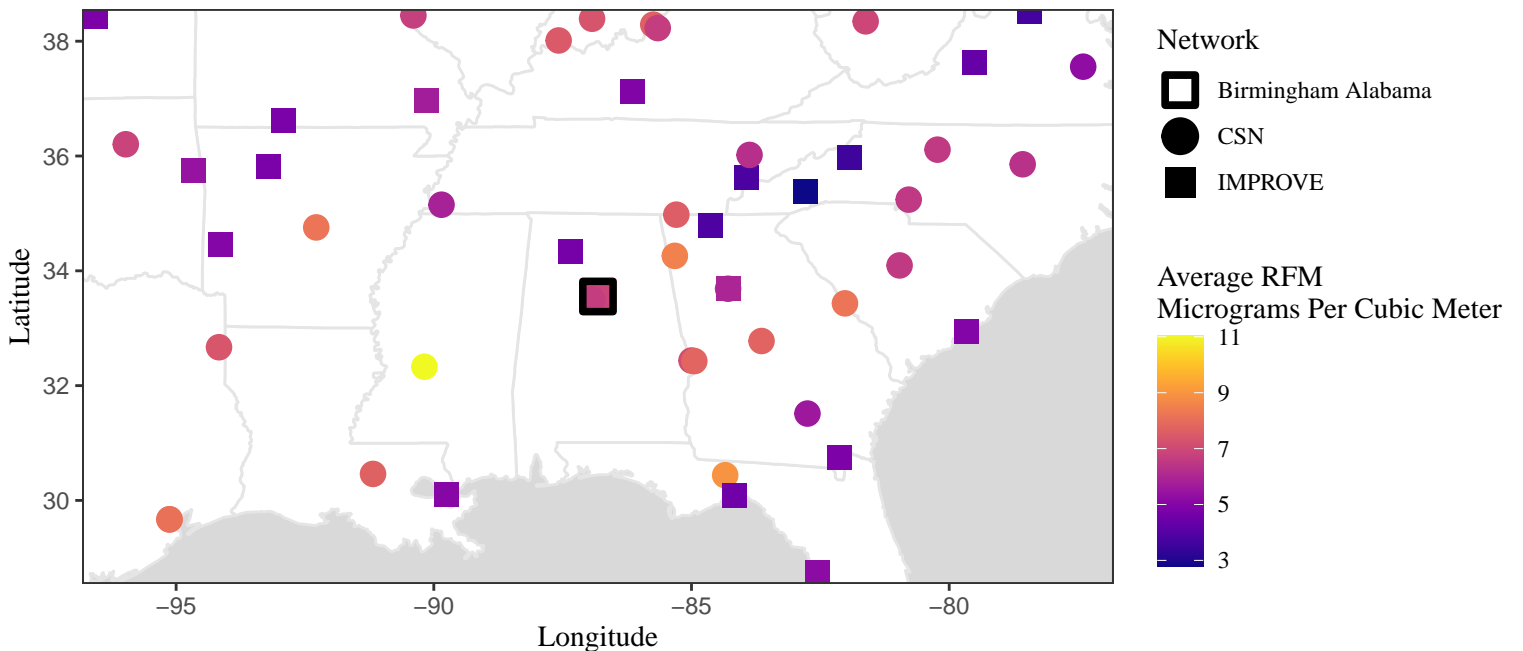 38
36
34
32
30
Latitude
−95
−90
−85
−80
Longitude
Network
Birmingham Alabama
CSN
IMPROVE
Average RFM
Micrograms Per Cubic Meter
11
9
7
5
3